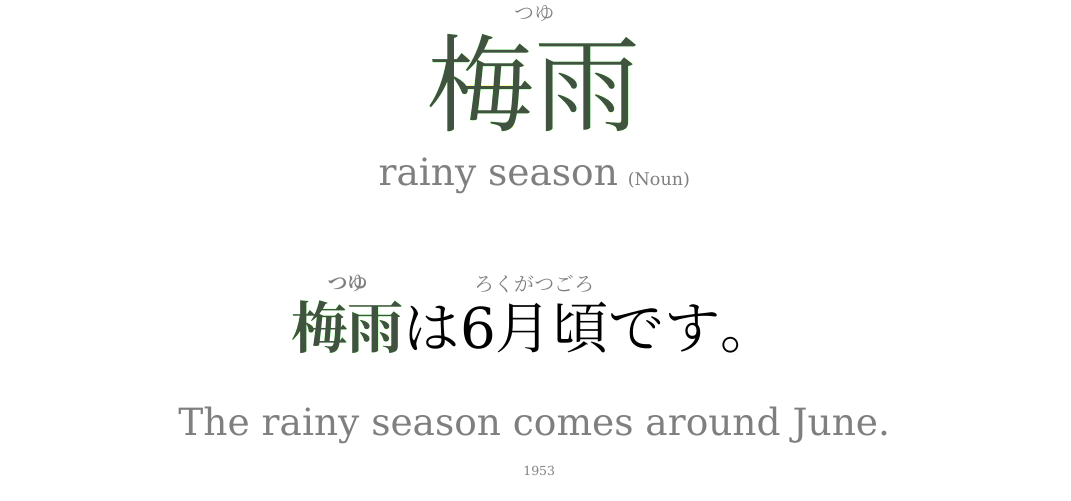 つゆ
梅雨
rainy season (Noun)
つゆ ろくがつごろ
梅雨は6月頃です。
The rainy season comes around June.
1953